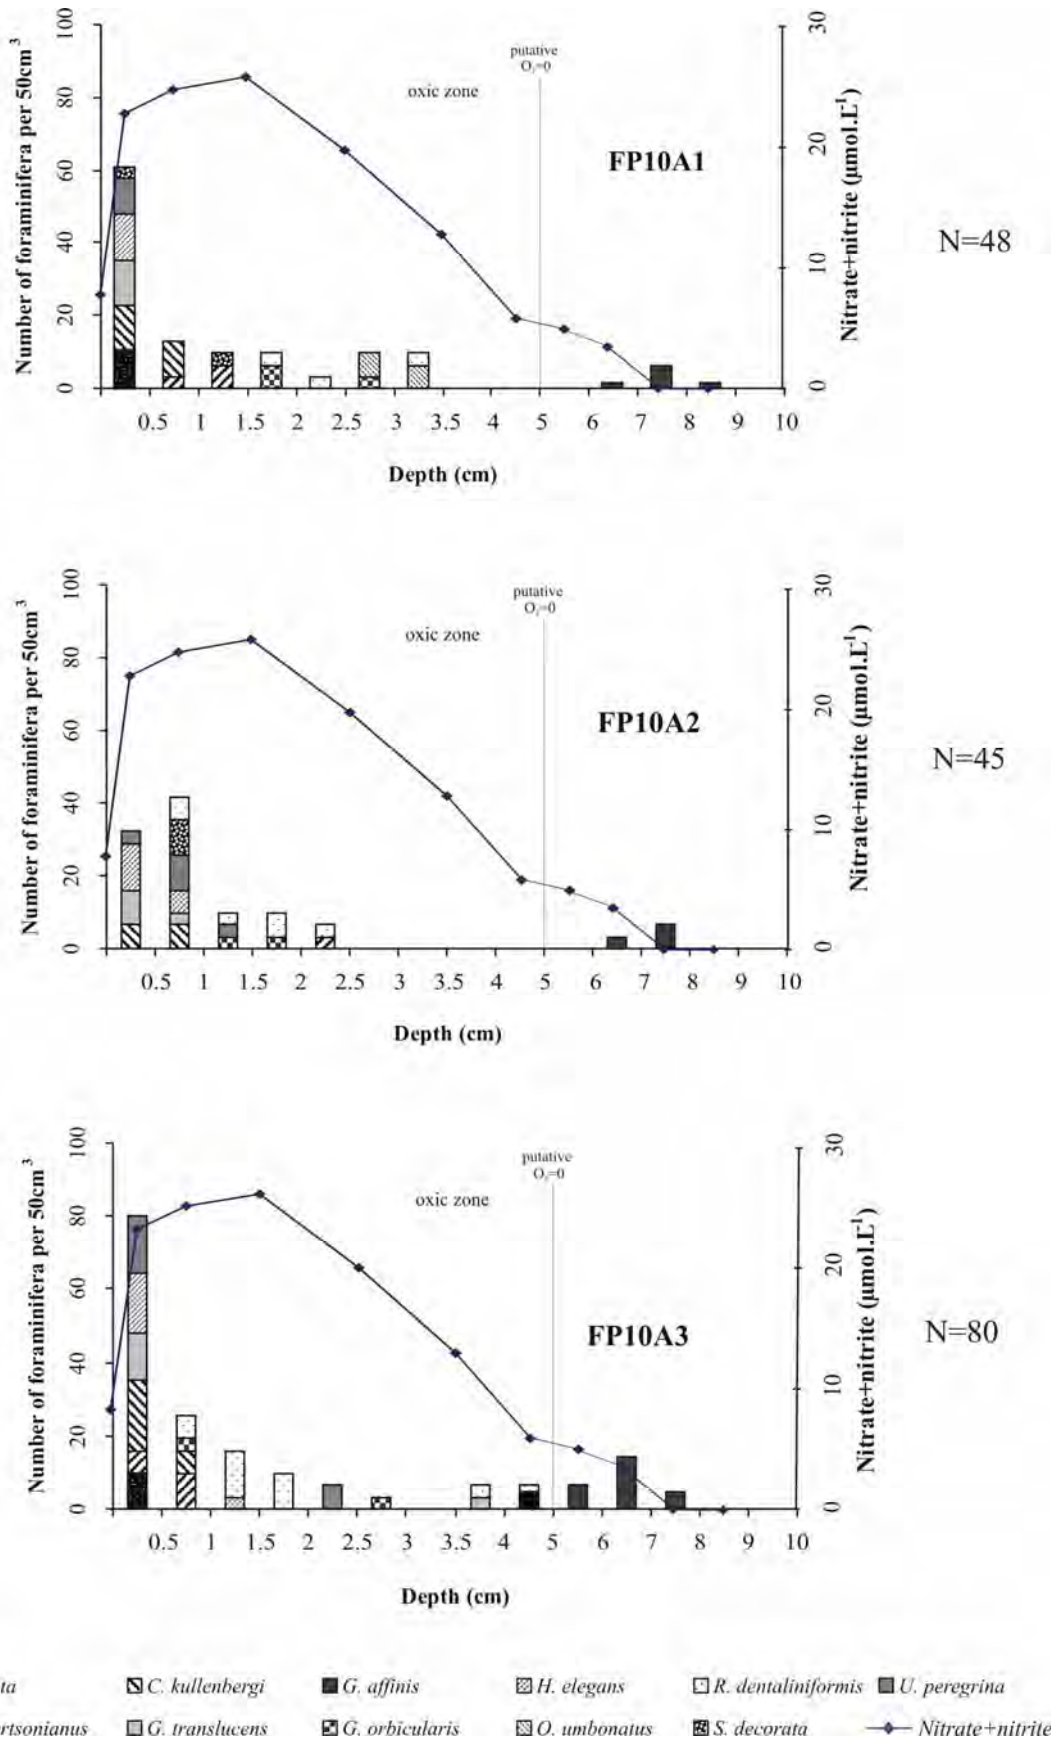 Number of foraminifera per 50cm³
100
80
60
40
20
0
putative
O₂=0
oxic zone
FP10A1
30
20
10
0
Nitrate+nitrite (µmol.L⁻¹)
N=48
0.5 1 1.5 2 2.5 3 3.5 4 5 6 7 8 9 10
Depth (cm)
Number of foraminifera per 50cm³
100
80
60
40
20
0
putative
O₂=0
oxic zone
FP10A2
30
20
10
0
Nitrate+nitrite (µmol.L⁻¹)
N=45
0.5 1 1.5 2 2.5 3 3.5 4 5 6 7 8 9 10
Depth (cm)
Number of foraminifera per 50cm³
100
80
60
40
20
0
putative
O₂=0
oxic zone
FP10A3
30
20
10
0
Nitrate+nitrite (µmol.L⁻¹)
N=80
0.5 1 1.5 2 2.5 3 3.5 4 5 6 7 8 9 10
Depth (cm)
ta C. kullenbergi G. affinis H. elegans R. dentaliniformis U. peregrina
rtsonianus G. translucens G. orbicularis O. umbonatus S. decorata Nitrate+nitrite